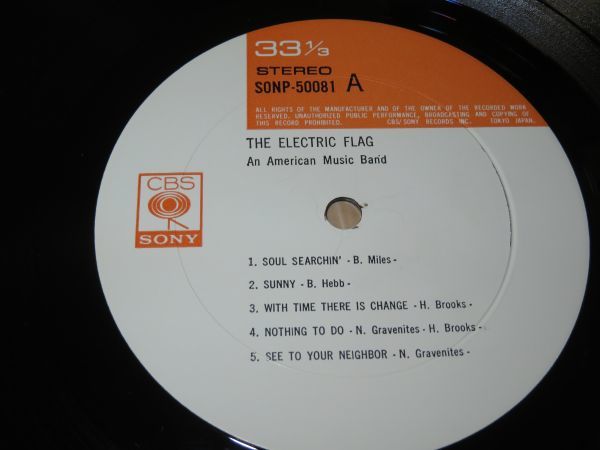 33 1/3
STEREO
SONP-50081 A
ALL RIGHTS OF THE MANUFACTURER AND OF THE OWNER OF THE RECORDED WORK
RESERVED. UNAUTHORIZED PUBLIC PERFORMANCE, BROADCASTING AND COPYING OF
THIS RECORD PROHIBITED. CBS/SONY RECORDS INC. TOKYO JAPAN.
THE ELECTRIC FLAG
An American Music Band
CBS
SONY
1. SOUL SEARCHIN' - B. Miles -
2. SUNNY - B. Hebb -
3. WITH TIME THERE IS CHANGE - H. Brooks -
4. NOTHING TO DO - N. Gravenites - H. Brooks -
5. SEE TO YOUR NEIGHBOR - N. Gravenites -